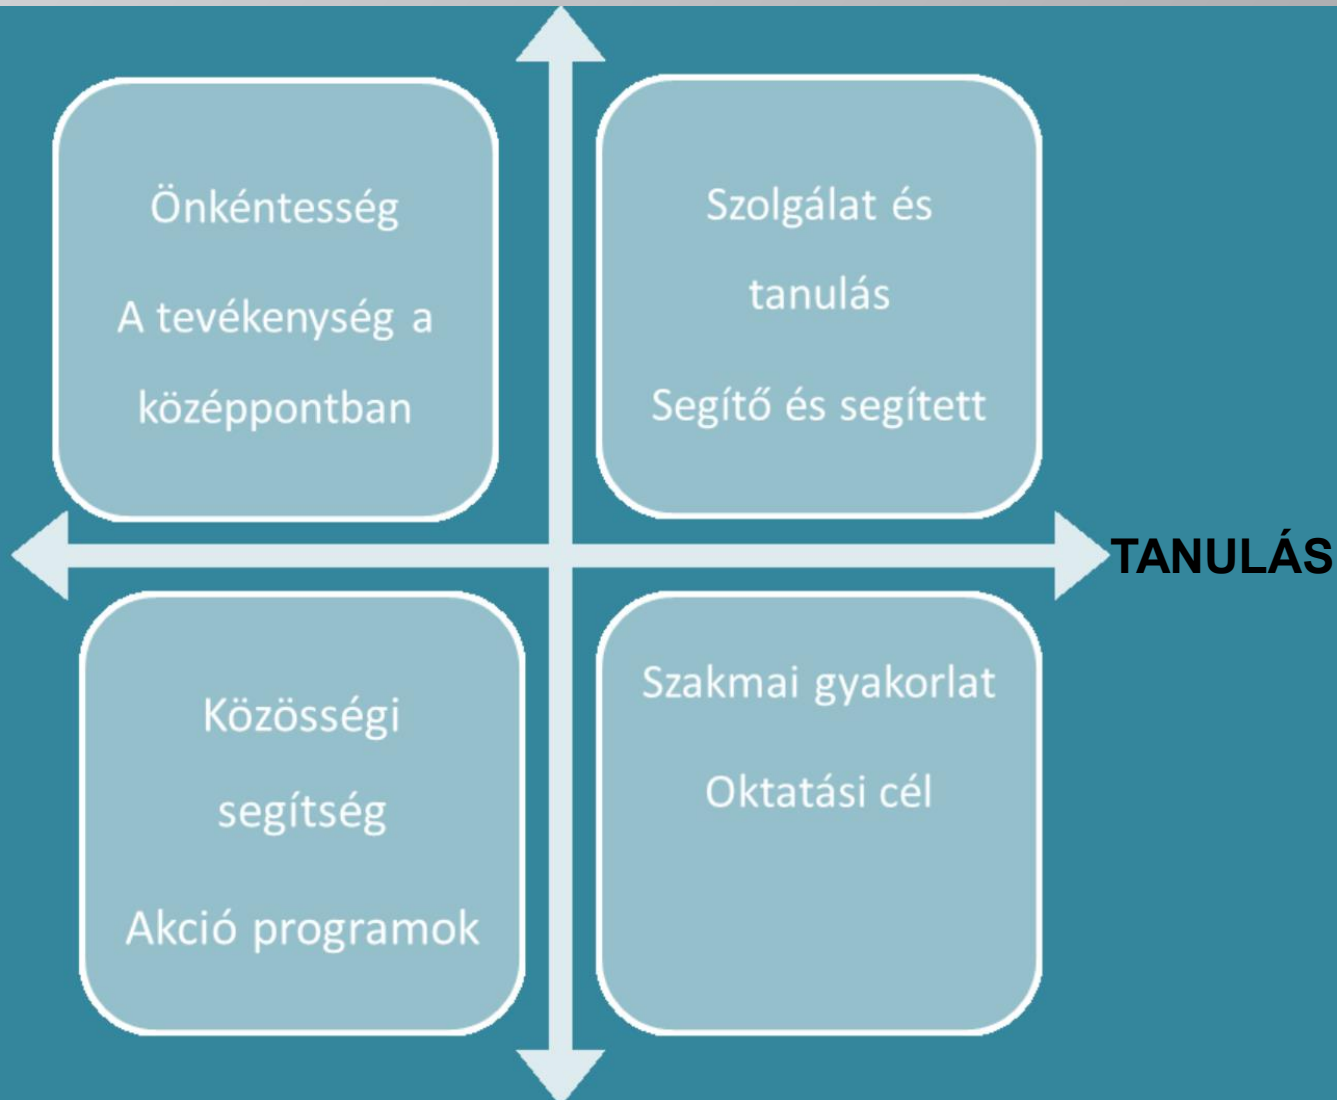 Önkéntesség
A tevékenység a
középpontban
Szolgálat és
tanulás
Segítő és segített
TANULÁS
Közösségi
segítség
Akció programok
Szakmai gyakorlat
Oktatási cél